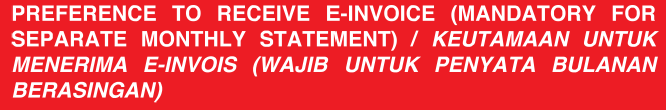 PREFERENCE TO RECEIVE E-INVOICE (MANDATORY FOR
SEPARATE MONTHLY STATEMENT) / KEUTAMAAN UNTUK
MENERIMA E-INVOIS (WAJIB UNTUK PENYATA BULANAN
BERASINGAN)